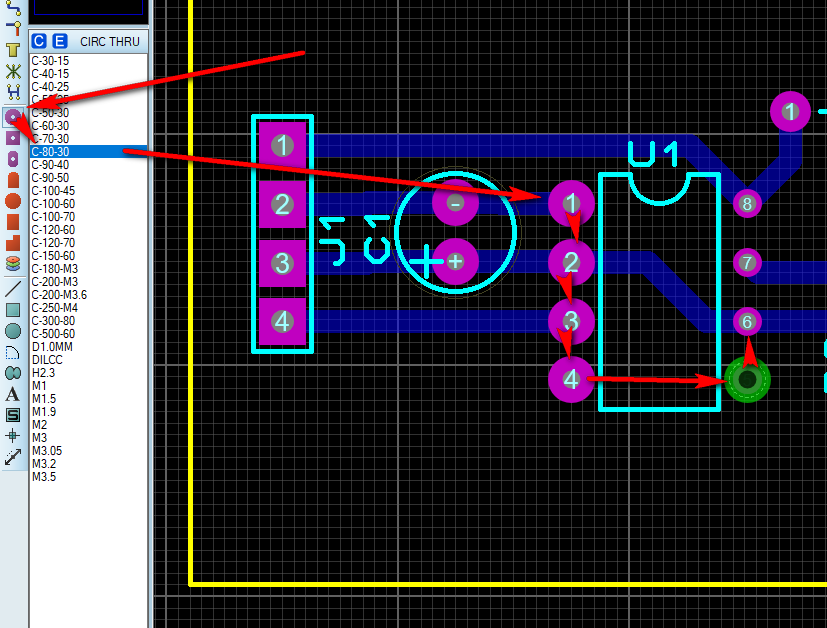 C E CIRC THRU
C-30-15
C-40-15
C-40-25
C-50-30
C-60-30
C-70-30
C-80-30
C-90-40
C-90-50
C-100-45
C-100-60
C-100-70
C-120-60
C-120-70
C-150-60
C-180-M3
C-200-M3
C-200-M3.6
C-250-M4
C-300-80
C-500-60
D1.0MM
DILCC
H2.3
M1
M1.5
M1.9
M2
M3
M3.05
M3.2
M3.5
T
A
S
1
2
3
4
J1
C1
-
+
+
U1
1
2
3
4
8
7
6
1